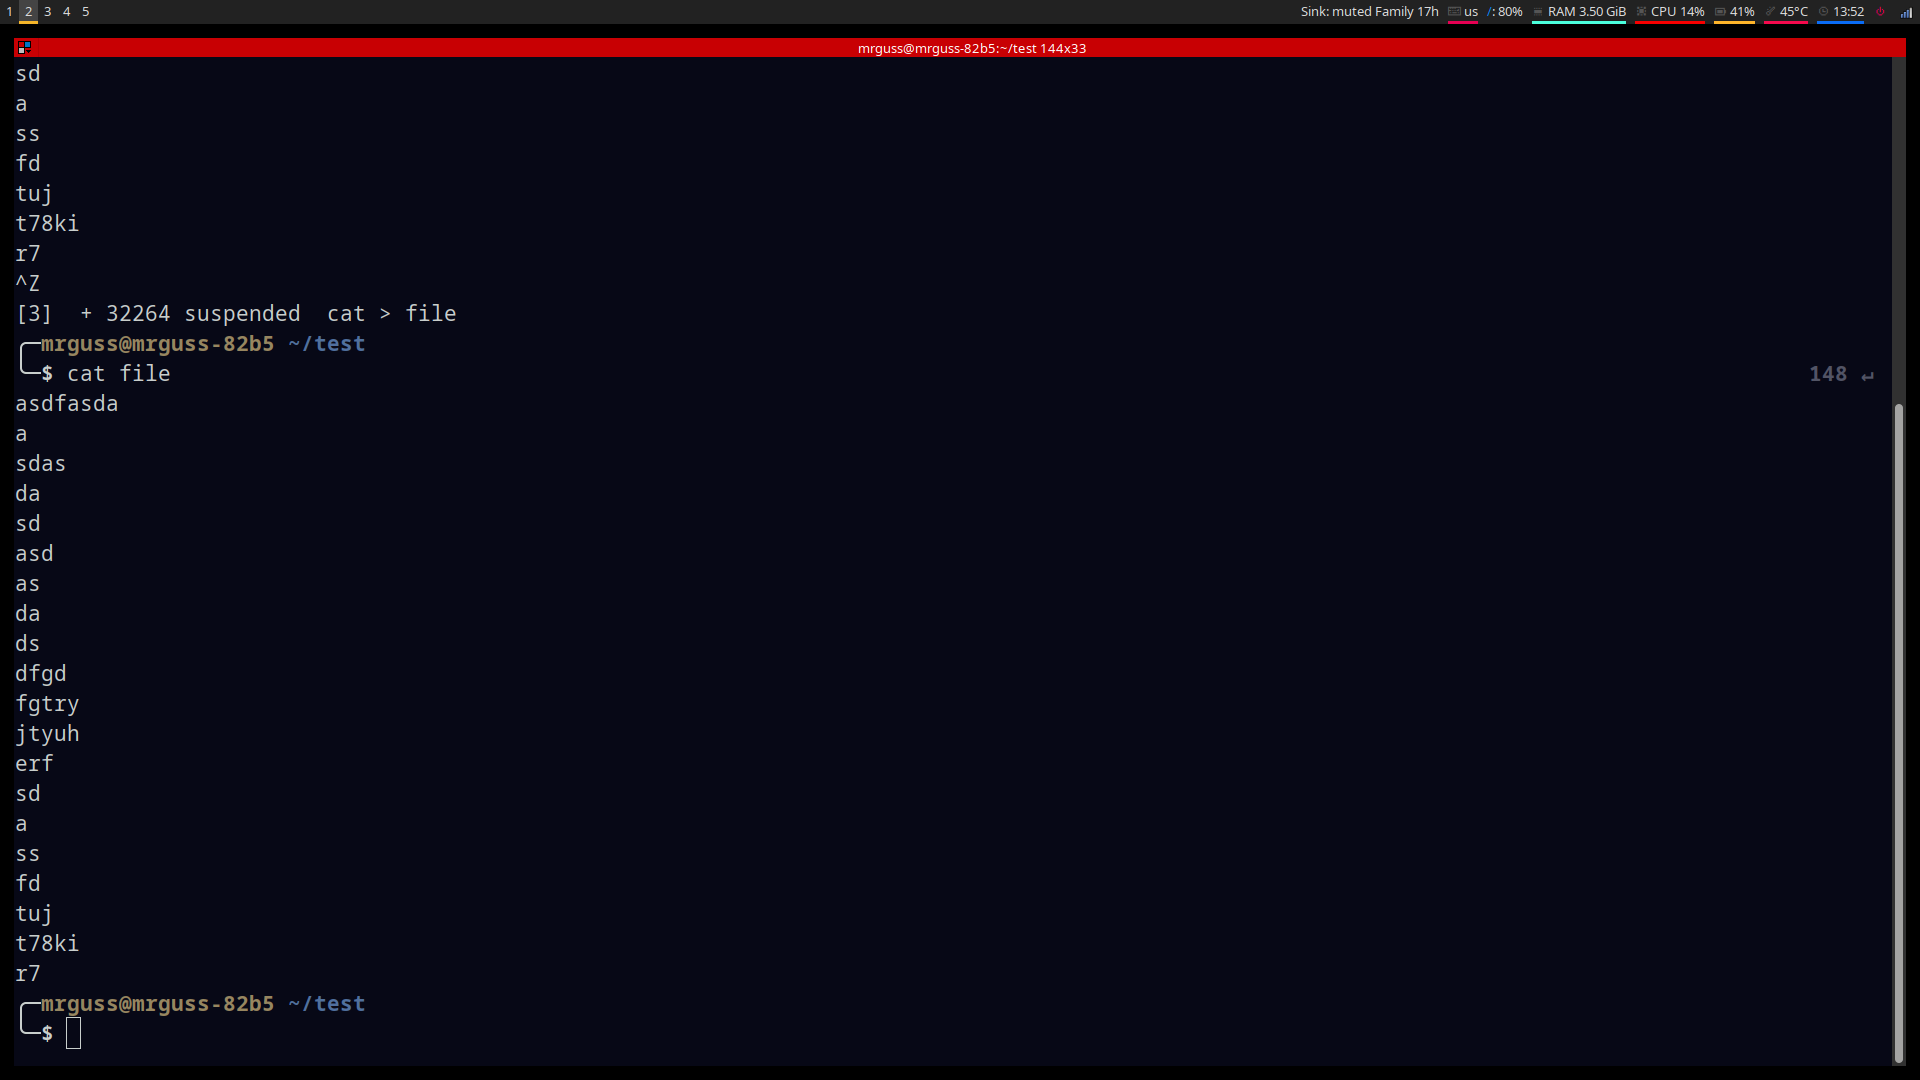 1 2 3 4 5 Sink: muted Family 17h us /: 80% RAM 3.50 GiB CPU 14% 41% 45°C 13:52
mrguss@mrguss-82b5:~/test 144x33
sd
a
ss
fd
tuj
t78ki
r7
^Z
[3]  + 32264 suspended  cat > file
mrguss@mrguss-82b5 ~/test
$ cat file 148 ↵
asdfasda
a
sdas
da
sd
asd
as
da
ds
dfgd
fgtry
jtyuh
erf
sd
a
ss
fd
tuj
t78ki
r7
mrguss@mrguss-82b5 ~/test
$